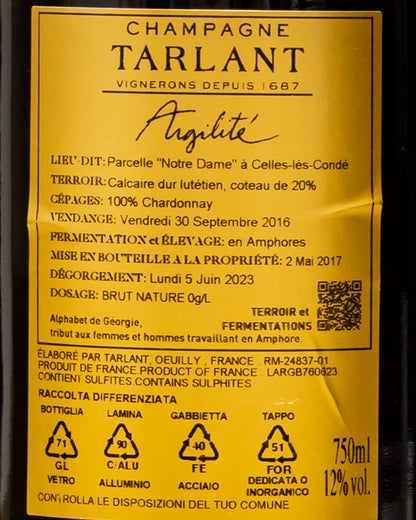 CHAMPAGNE
TARLANT
VIGNERONS DEPUIS 1687
Argilité
LIEU-DIT: Parcelle "Notre Dame" à Celles-lès-Condé
TERROIR: Calcaire dur lutétien, coteau de 20%
CÉPAGES: 100% Chardonnay
VENDANGE: Vendredi 30 Septembre 2016
FERMENTATION et ÉLEVAGE: en Amphores
MISE EN BOUTEILLE A LA PROPRIÉTÉ: 2 Mai 2017
DÉGORGEMENT: Lundi 5 Juin 2023
DOSAGE: BRUT NATURE 0g/L
TERROIR et
FERMENTATIONS
Alphabet de Géorgie,
tribut aux femmes et hommes travaillant en Amphore.
ÉLABORÉ PAR TARLANT, OEUILLY, FRANCE . RM-24837-01
PRODUIT DE FRANCE.PRODUCT OF FRANCE . LARGB760623
CONTIENT SULFITES.CONTAINS SULPHITES
RACCOLTA DIFFERENZIATA
BOTTIGLIA LAMINA GABBIETTA TAPPO
71 90 40 51
GL C/ALU FE FOR
VETRO ALLUMINIO ACCIAIO DEDICATA O
INORGANICO
CONTROLLA LE DISPOSIZIONI DEL TUO COMUNE
750ml
12% vol.